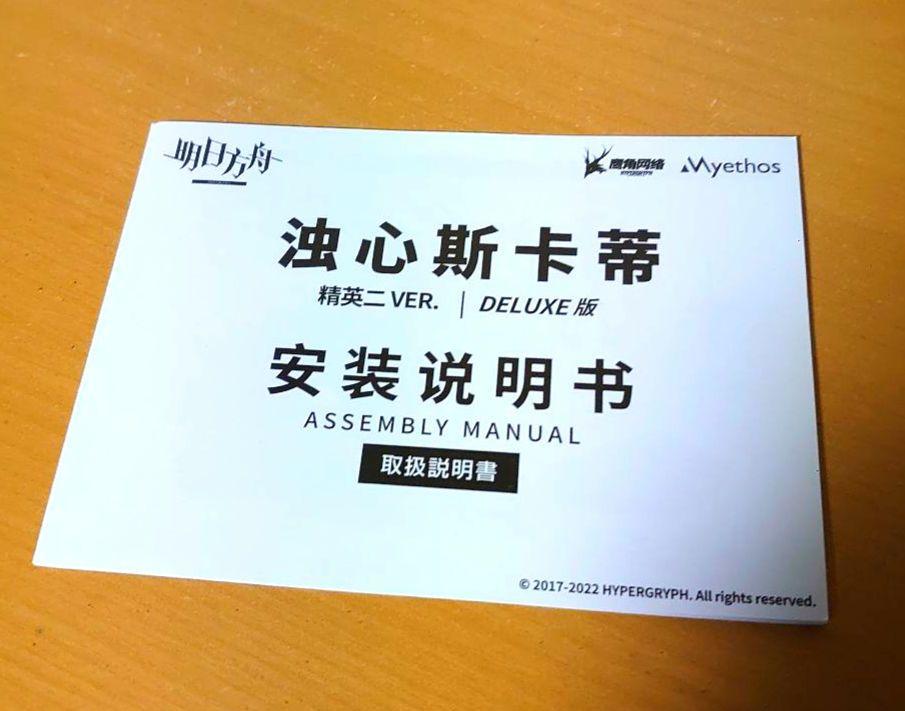 明日方舟
鹰角网络
HYPERGRYPH
Myethos
浊心斯卡蒂
精英二 VER. | DELUXE 版
安装说明书
ASSEMBLY MANUAL
取扱説明書
© 2017-2022 HYPERGRYPH. All rights reserved.